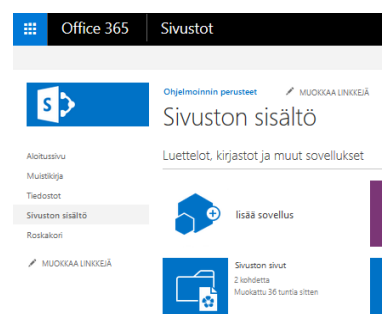 Office 365 Sivustot
Ohjelmoinnin perusteet MUOKKAA LINKKEJÄ
Sivuston sisältö
S
Aloitussivu
Muistikirja
Tiedostot
Sivuston sisältö
Roskakori
MUOKKAA LINKKEJÄ
Luettelot, kirjastot ja muut sovellukset
lisää sovellus
Sivuston sivut
2 kohdetta
Muokattu 36 tuntia sitten